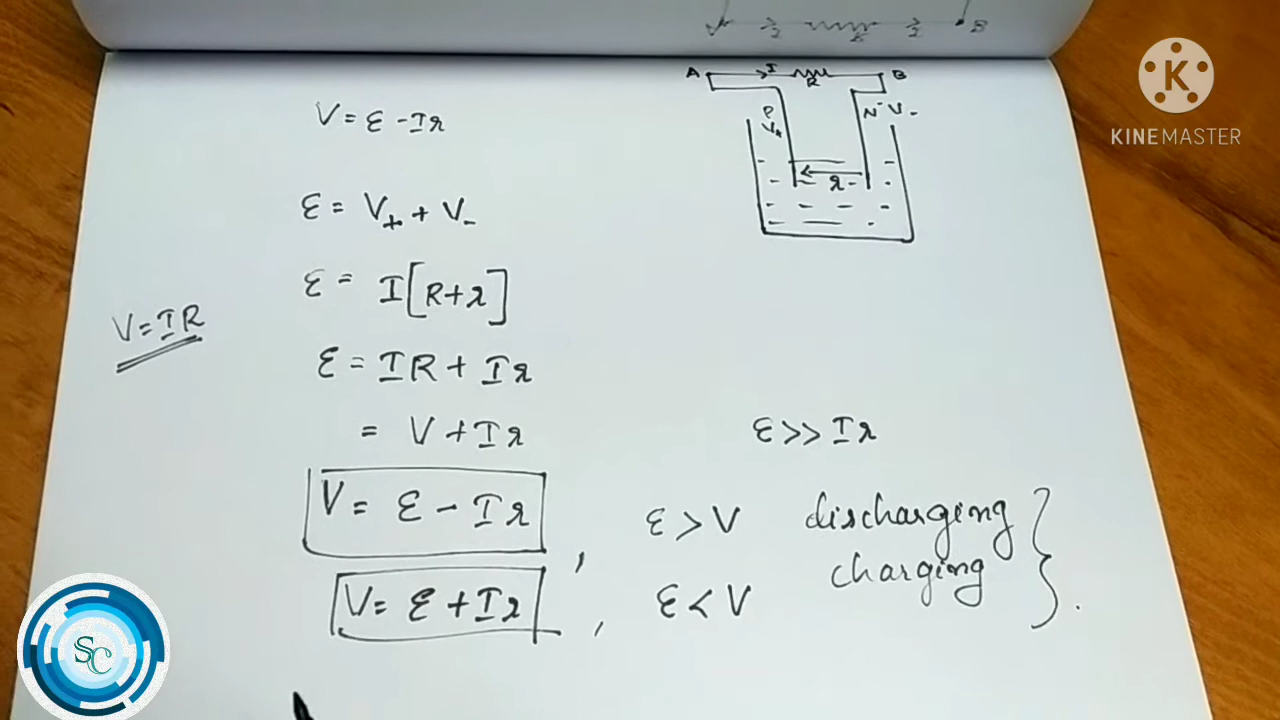 A I R B
P N⁻ V₋
V₊
r
V = ε - Ir
ε = V₊ + V₋
ε = I[R+r]
V=IR
ε = IR + Ir
= V + Ir
ε >> Ir
V = ε - Ir , ε > V discharging
V = ε + Ir , ε < V charging
KINEMASTER
K
SC